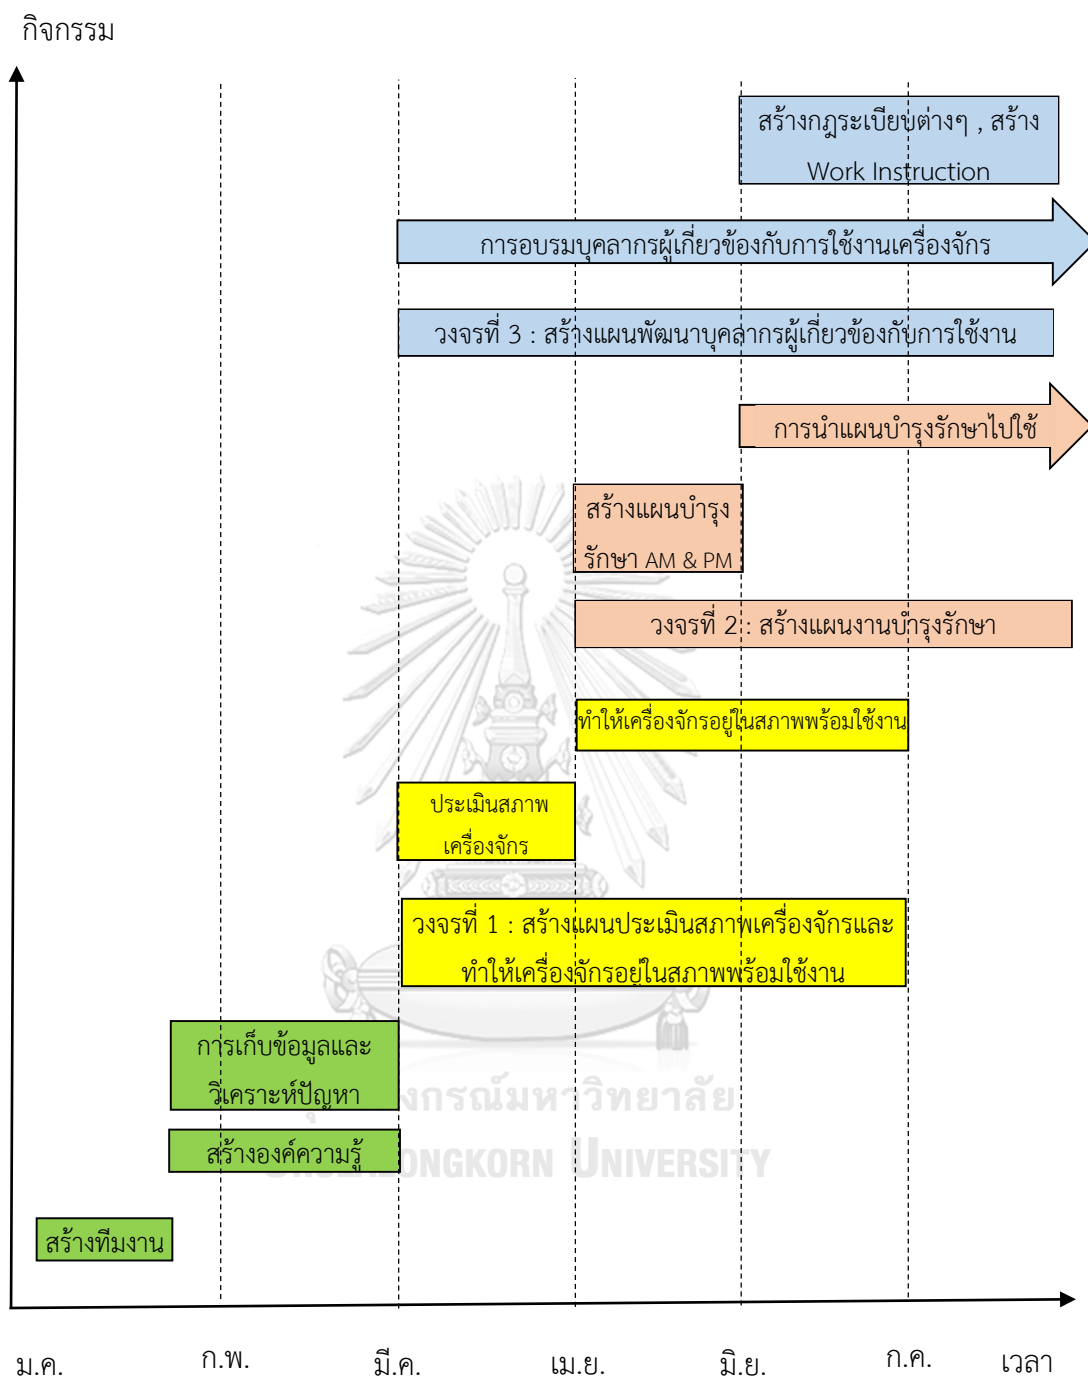 กิจกรรม
สร้างกฎระเบียบต่างๆ , สร้าง
Work Instruction
การอบรมบุคลากรผู้เกี่ยวข้องกับการใช้งานเครื่องจักร
วงจรที่ 3 : สร้างแผนพัฒนาบุคลากรผู้เกี่ยวข้องกับการใช้งาน
การนำแผนบำรุงรักษาไปใช้
สร้างแผนบำรุง
รักษา AM & PM
วงจรที่ 2 : สร้างแผนงานบำรุงรักษา
ทำให้เครื่องจักรอยู่ในสภาพพร้อมใช้งาน
ประเมินสภาพ
เครื่องจักร
วงจรที่ 1 : สร้างแผนประเมินสภาพเครื่องจักรและ
ทำให้เครื่องจักรอยู่ในสภาพพร้อมใช้งาน
การเก็บข้อมูลและ
วิเคราะห์ปัญหา
งกรณ์มหาวิทยาลัย
สร้างองค์ความรู้
ONGKORN UNIVERSITY
สร้างทีมงาน
ม.ค. ก.พ. มี.ค. เม.ย. มิ.ย. ก.ค. เวลา